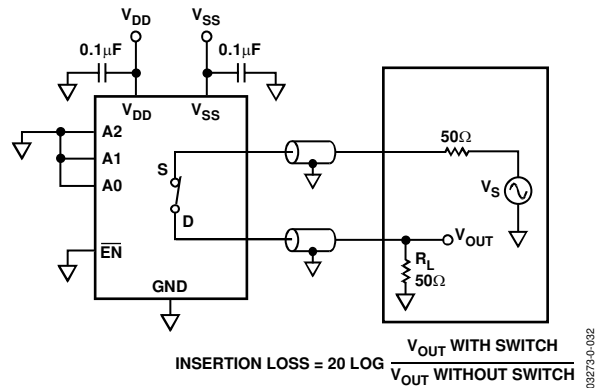 VDD
VSS
0.1μF
0.1μF
VDD
VSS
A2
A1
A0
EN
GND
S
D
50Ω
VS
VOUT
RL
50Ω
INSERTION LOSS = 20 LOG VOUT WITH SWITCH
VOUT WITHOUT SWITCH
03273-0-032